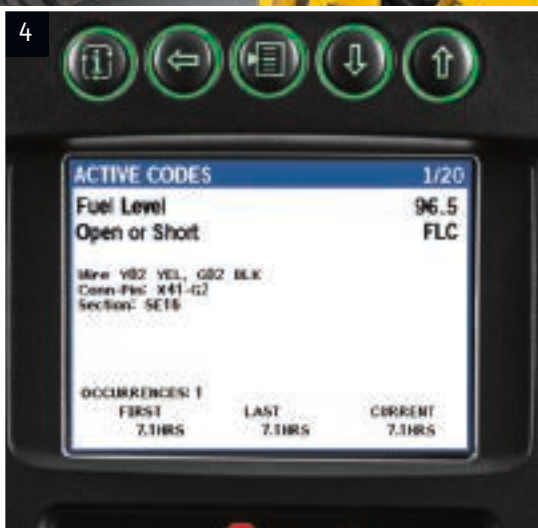 4
ACTIVE CODES 1/20
Fuel Level 96.5
Open or Short FLC
Wire Y02 YEL, G02 BLK
Conn-Pin: X41-G2
Section: SE16
OCCURRENCES: 1
FIRST LAST CURRENT
7.1HRS 7.1HRS 7.1HRS